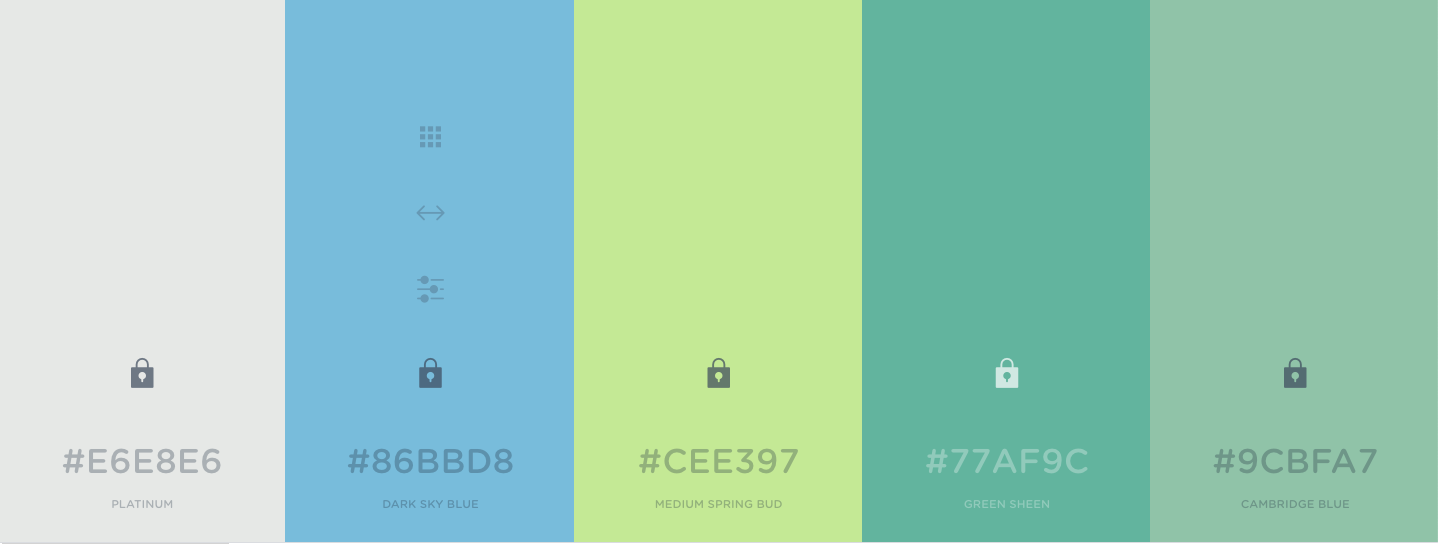 #E6E8E6
PLATINUM
#86BBD8
DARK SKY BLUE
#CEE397
MEDIUM SPRING BUD
#77AF9C
GREEN SHEEN
#9CBFA7
CAMBRIDGE BLUE